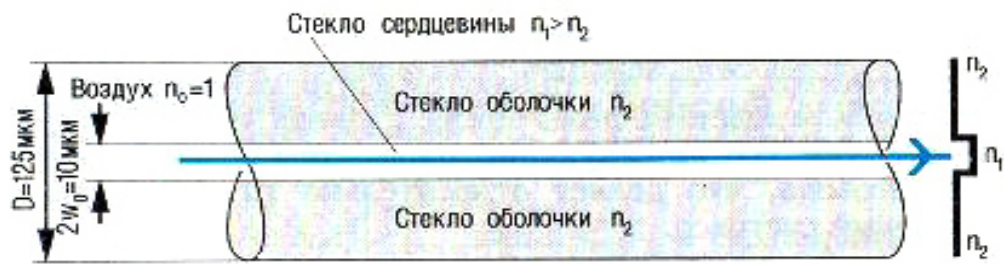 Стекло сердцевины n₁>n₂
Воздух n₀=1
D=125мкм
2w₀=10мкм
Стекло оболочки n₂
Стекло оболочки n₂
n₂
n₁
n₂